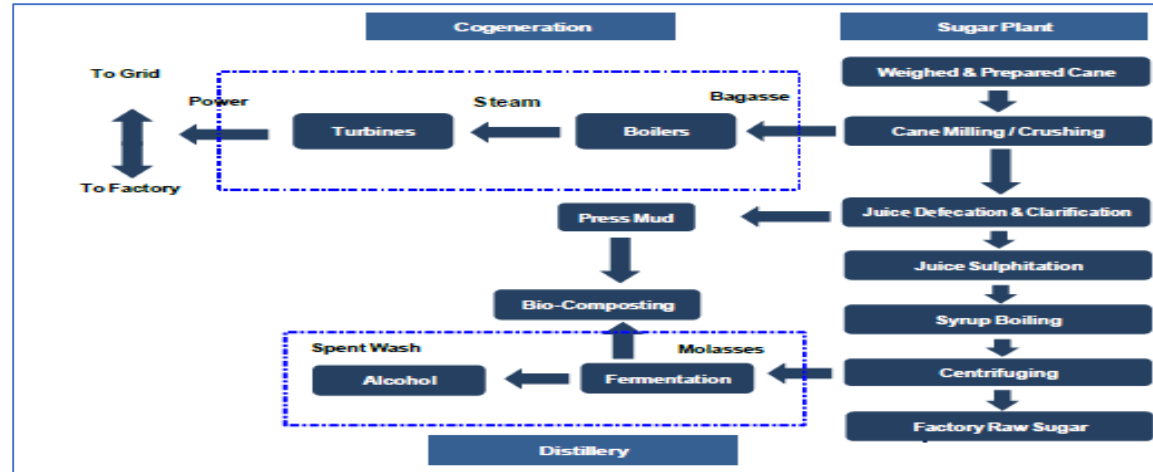 Cogeneration
Sugar Plant
To Grid
Weighed & Prepared Cane
Power
Steam
Bagasse
Turbines
Boilers
Cane Milling / Crushing
To Factory
Press Mud
Juice Defecation & Clarification
Juice Sulphitation
Bio-Composting
Syrup Boiling
Spent Wash
Molasses
Alcohol
Fermentation
Centrifuging
Factory Raw Sugar
Distillery